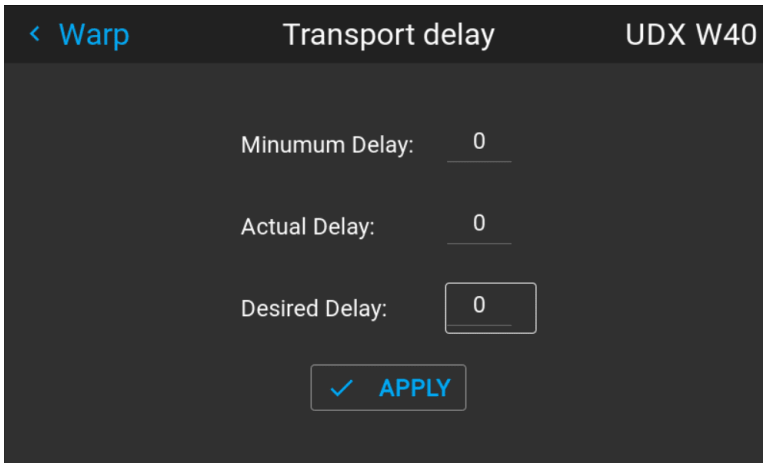 Warp Transport delay UDX W40
Minumum Delay: 0
Actual Delay: 0
Desired Delay: 0
APPLY